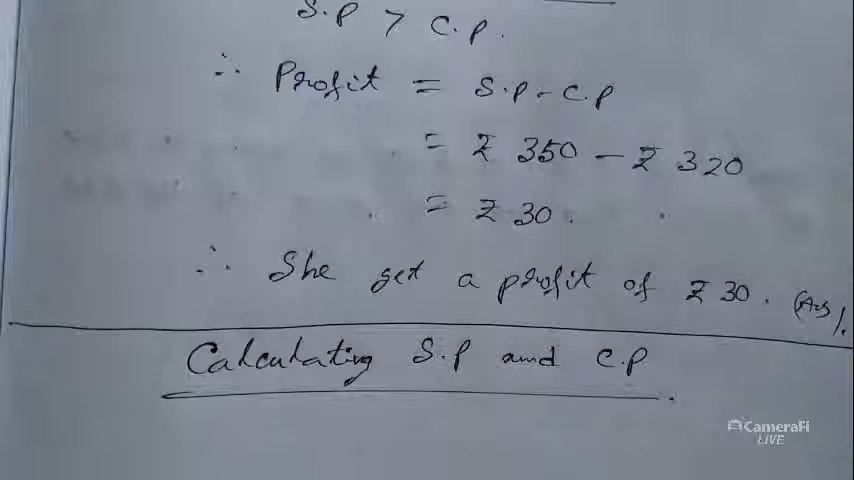 S.P > C.P.
∴ Profit = S.P - C.P
= ₹ 350 - ₹ 320
= ₹ 30.
∴ She get a profit of ₹ 30. (Ans).
Calculating S.P and C.P.
CameraFi
LIVE